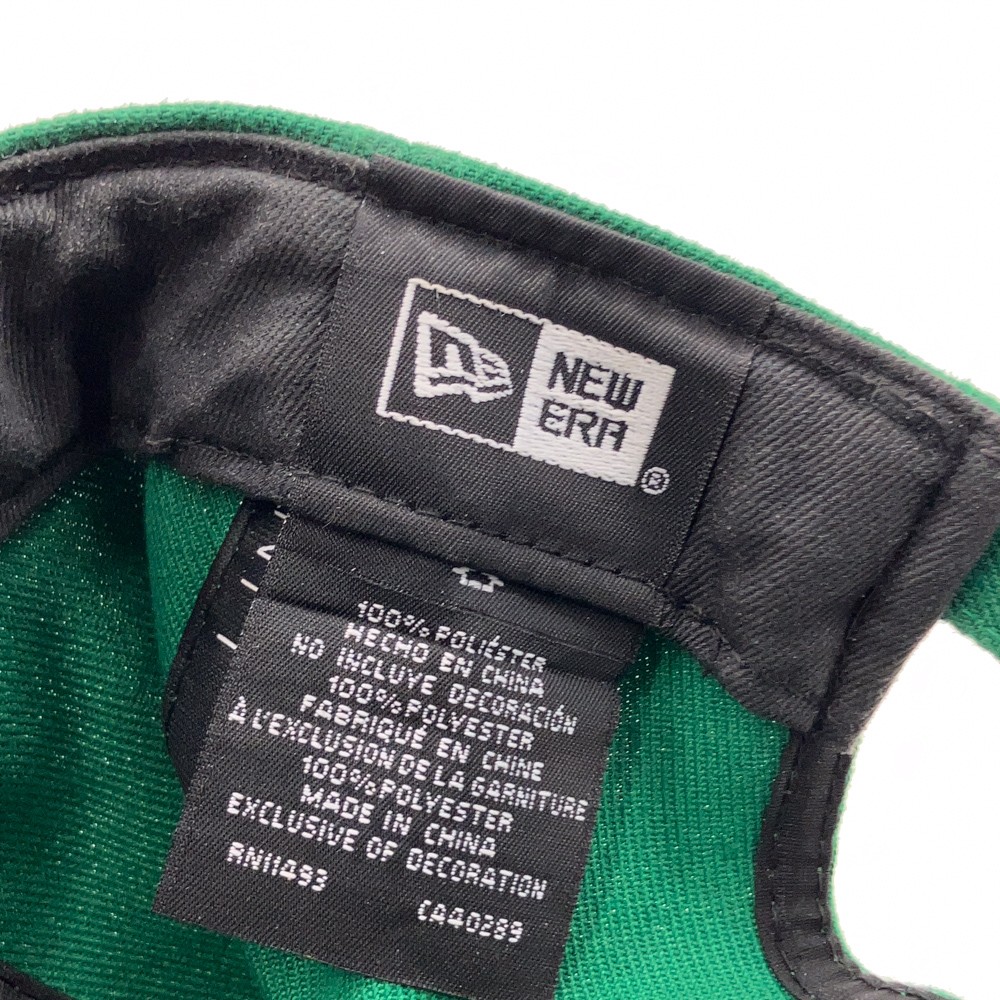 NEW
ERA
®
100% POLIÉSTER
HECHO EN CHINA
NO INCLUYE DECORACIÓN
100% POLYESTER
FABRIQUÉ EN CHINE
À L'EXCLUSION DE LA GARNITURE
100% POLYESTER
MADE IN CHINA
EXCLUSIVE OF DECORATION
RN11493
CA40289